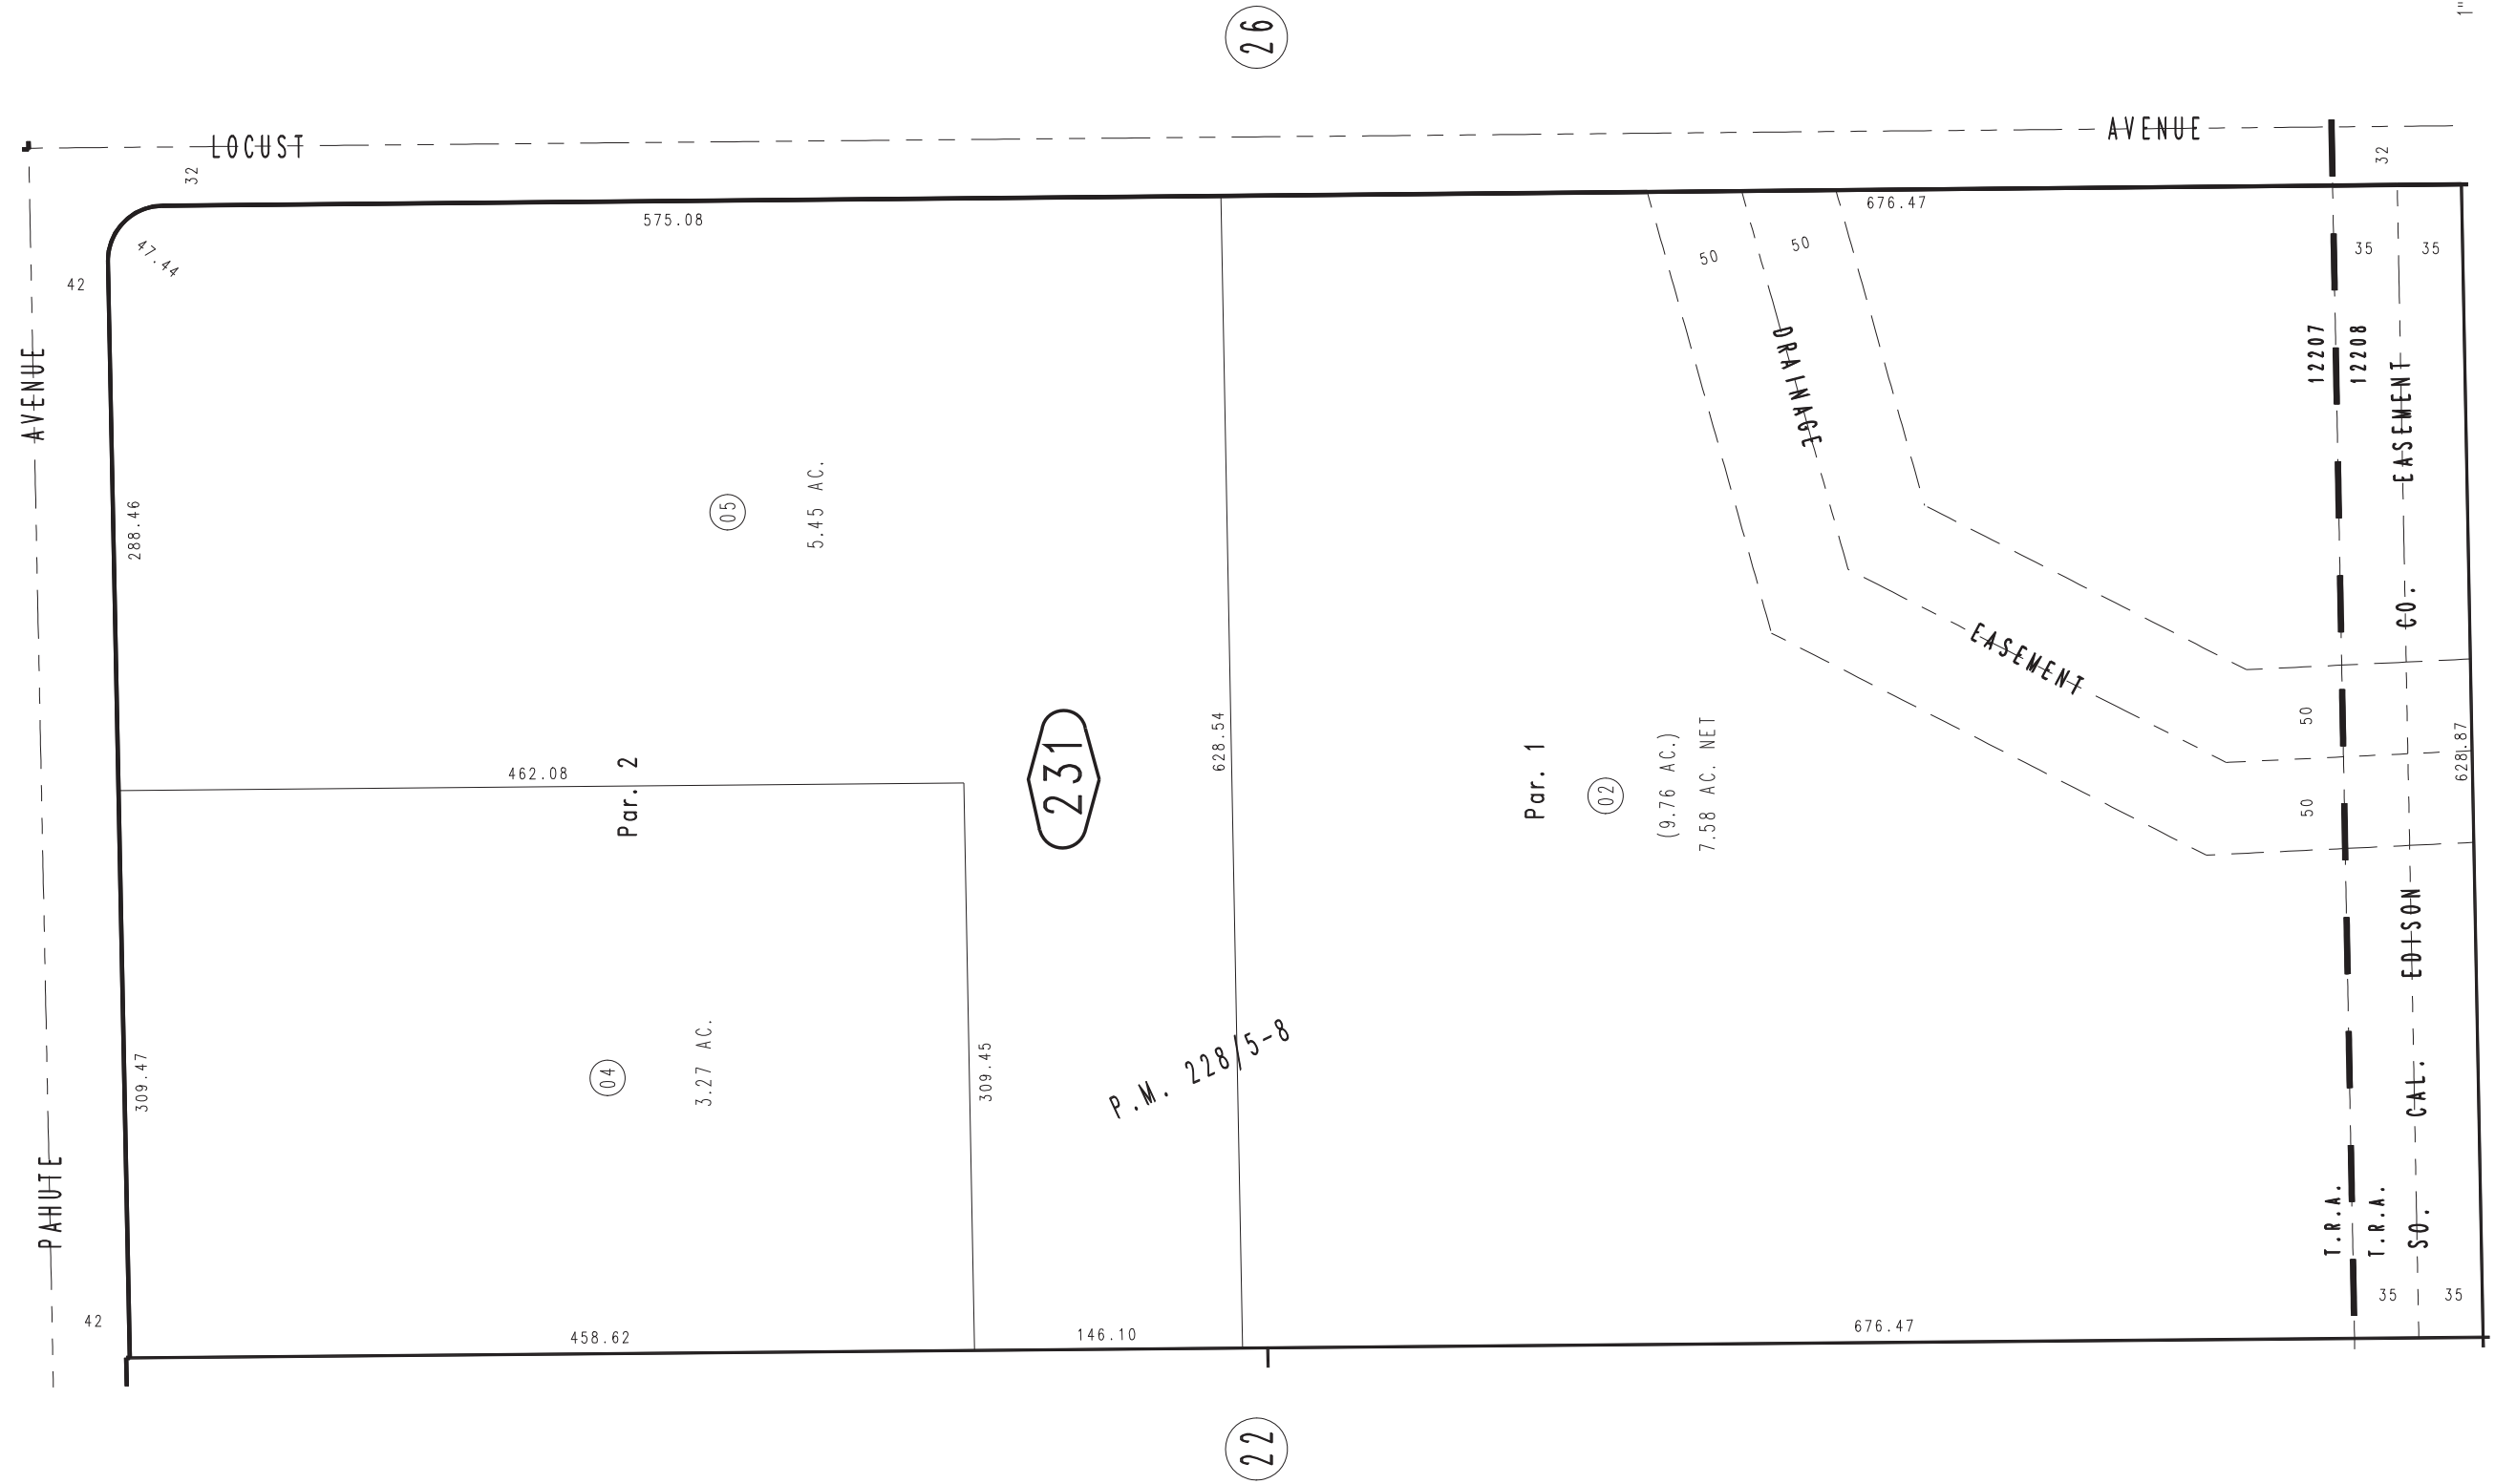 26
1"
LOCUST AVENUE
32
32
575.08
676.47
47.44
42
50
50
35
35
AVENUE
DRAINAGE
12207
12208
288.46
05
5.45 AC.
SO. CAL. EDISON CO. EASEMENT
EASEMENT
462.08
Par. 2
231
628.54
Par. 1
02
(9.76 AC.)
7.58 AC. NET
50
50
628.87
309.47
04
3.27 AC.
309.45
P.M. 228/5-8
PAHUTE
T.R.A.
T.R.A.
42
458.62
146.10
676.47
35
35
22